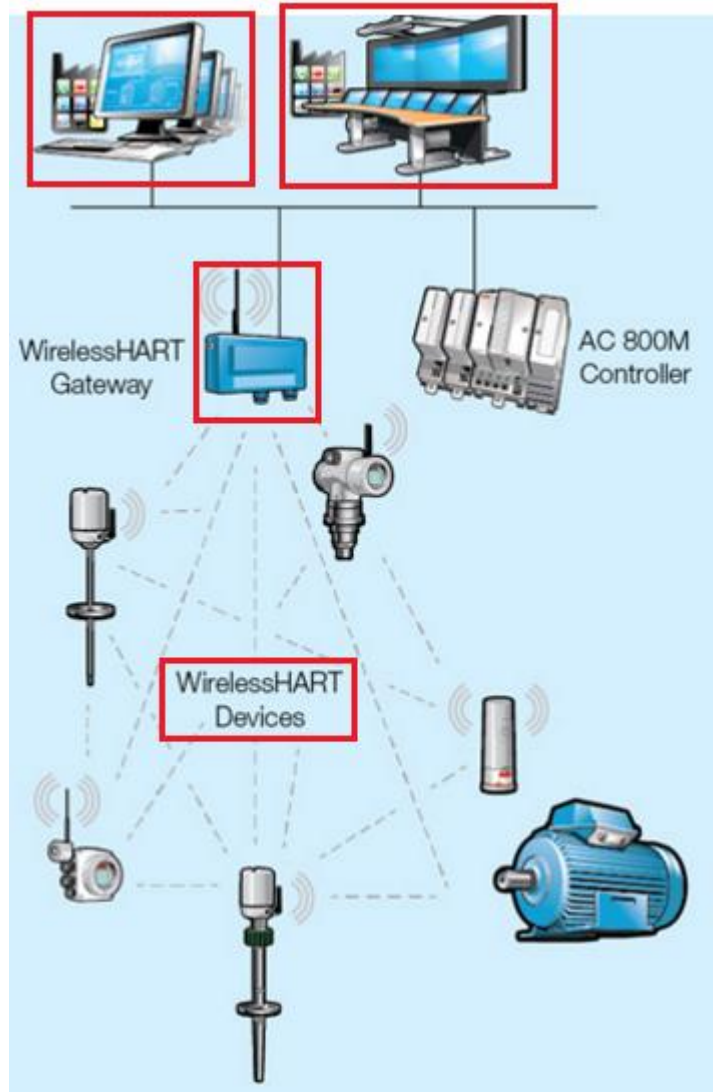 WirelessHART
Gateway
AC 800M
Controller
WirelessHART
Devices